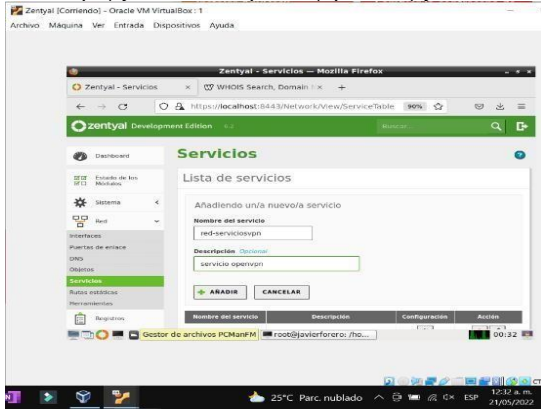 Zentyal [Corriendo] - Oracle VM VirtualBox : 1
Archivo Máquina Ver Entrada Dispositivos Ayuda
Zentyal - Servicios — Mozilla Firefox
Zentyal - Servicios
WHOIS Search, Domain
https://localhost:8443/Network/View/ServiceTable 90%
zentyal Development Edition
Buscar...
Dashboard
Servicios
Estado de los
Módulos
Lista de servicios
Sistema
Añadiendo un/a nuevo/a servicio
Red
Nombre del servicio
Interfaces
red-serviciosvpn
Puertas de enlace
DNS
Descripción Opcional
Objetos
servicio openvpn
Servicios
Rutas estáticas
AÑADIR CANCELAR
Herramientas
Registros
Nombre del servicio Descripción Configuración Acción
Gestor de archivos PCManFM root@javierforero: /ho... 00:32
25°C Parc. nublado ESP 12:32 a. m.
21/05/2022